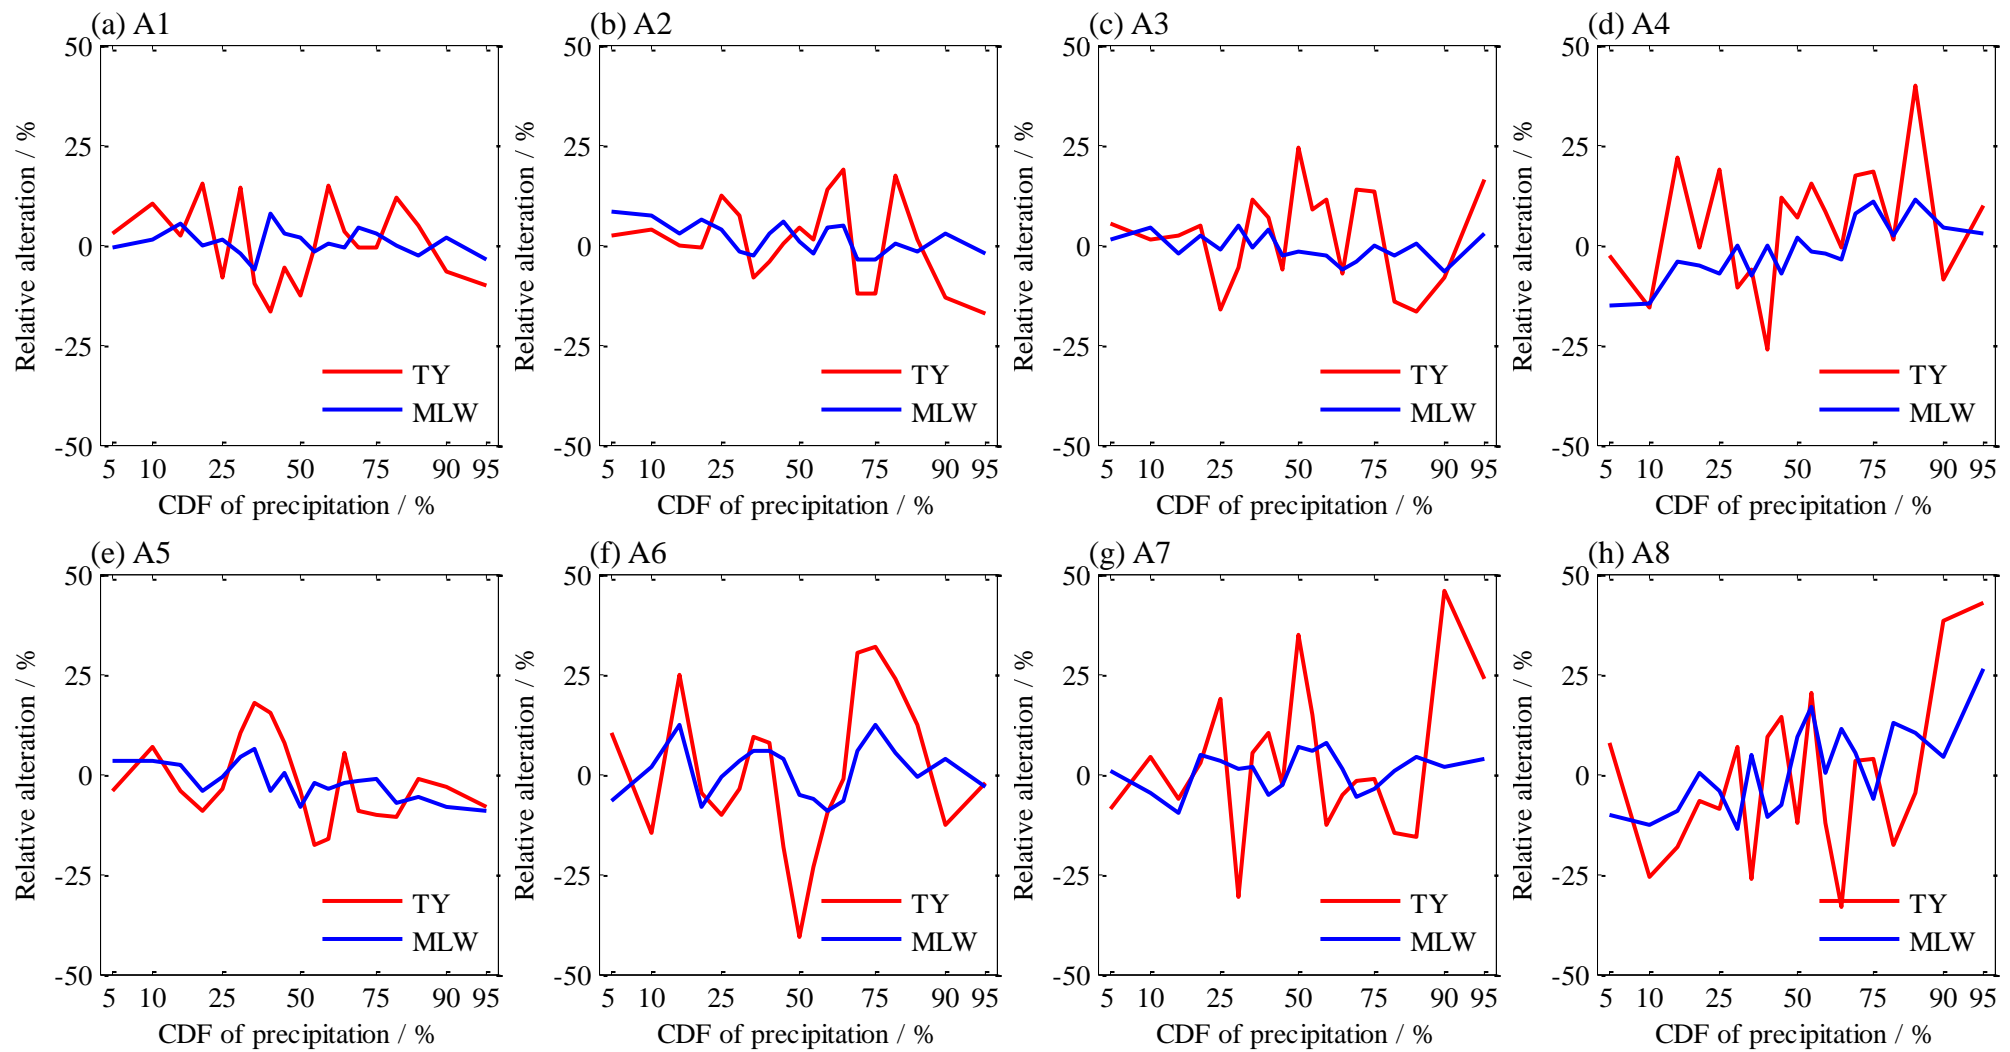 (a) A1
50
25
0
-25
-50
Relative alteration / %
TY
MLW
5 10 25 50 75 90 95
CDF of precipitation / %
(b) A2
50
25
0
-25
-50
Relative alteration / %
TY
MLW
5 10 25 50 75 90 95
CDF of precipitation / %
(c) A3
50
25
0
-25
-50
Relative alteration / %
TY
MLW
5 10 25 50 75 90 95
CDF of precipitation / %
(d) A4
50
25
0
-25
-50
Relative alteration / %
TY
MLW
5 10 25 50 75 90 95
CDF of precipitation / %
(e) A5
50
25
0
-25
-50
Relative alteration / %
TY
MLW
5 10 25 50 75 90 95
CDF of precipitation / %
(f) A6
50
25
0
-25
-50
Relative alteration / %
TY
MLW
5 10 25 50 75 90 95
CDF of precipitation / %
(g) A7
50
25
0
-25
-50
Relative alteration / %
TY
MLW
5 10 25 50 75 90 95
CDF of precipitation / %
(h) A8
50
25
0
-25
-50
Relative alteration / %
TY
MLW
5 10 25 50 75 90 95
CDF of precipitation / %